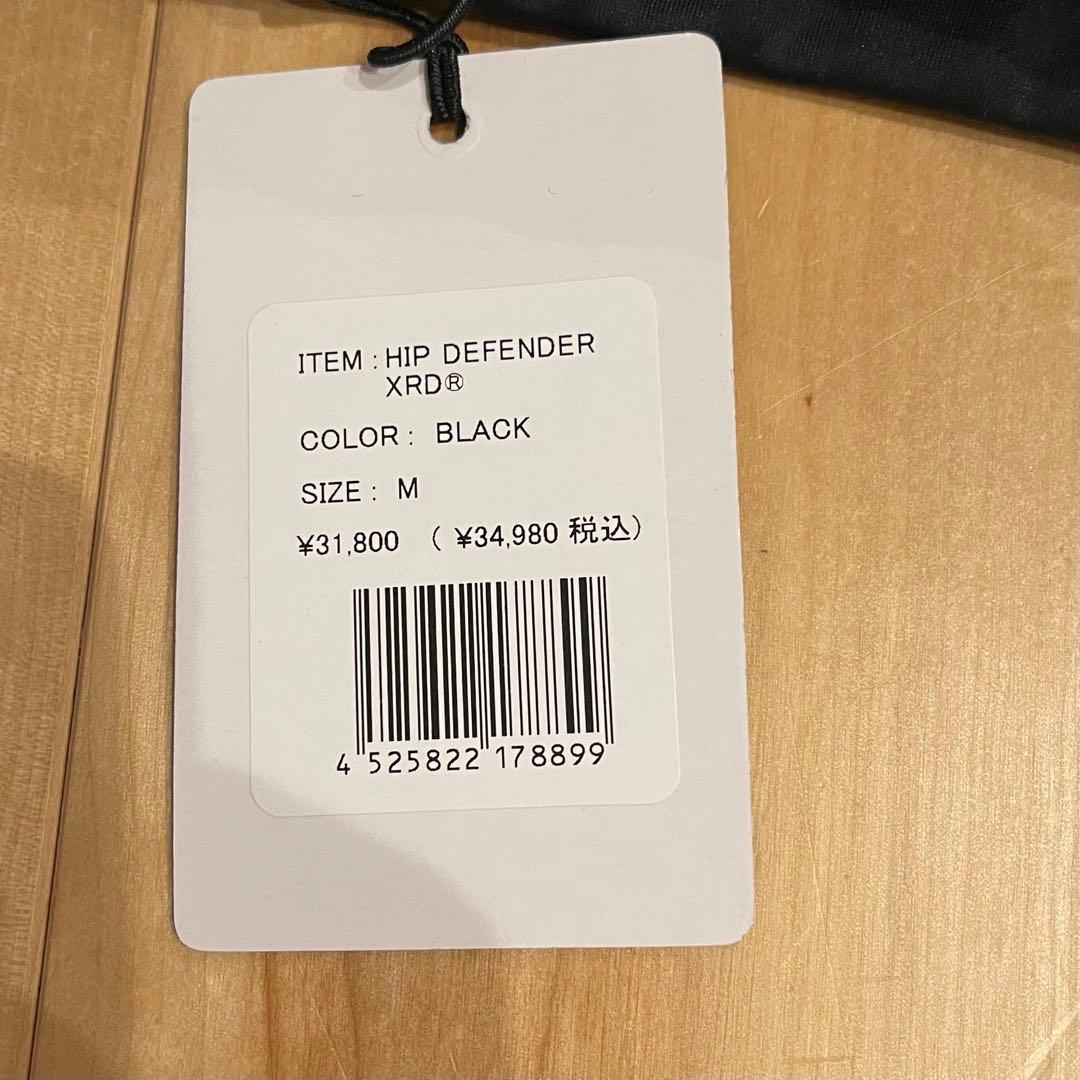 ITEM : HIP DEFENDER
XRD®
COLOR : BLACK
SIZE : M
¥31,800 ( ¥34,980 税込)
4 525822 178899